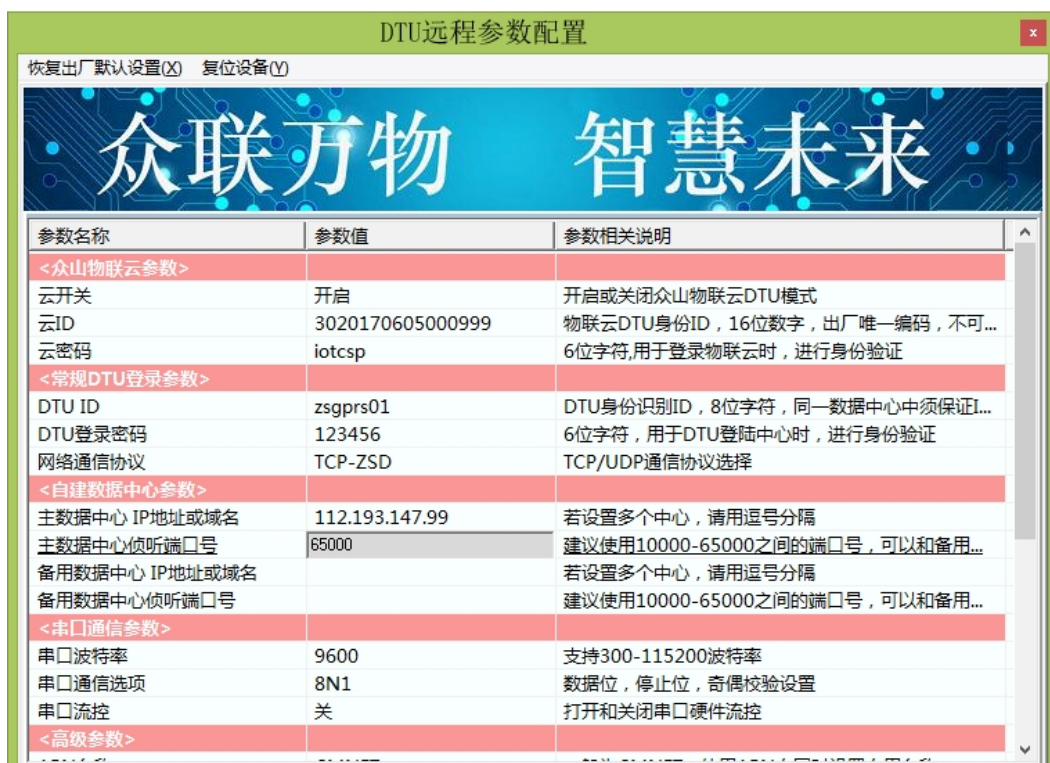 DTU远程参数配置
x
恢复出厂默认设置(X) 复位设备(Y)
众联万物 智慧未来
参数名称 参数值 参数相关说明
<众山物联云参数>
云开关 开启 开启或关闭众山物联云DTU模式
云ID 3020170605000999 物联云DTU身份ID，16位数字，出厂唯一编码，不可...
云密码 iotcsp 6位字符,用于登录物联云时，进行身份验证
<常规DTU登录参数>
DTU ID zsgprs01 DTU身份识别ID，8位字符，同一数据中心中须保证I...
DTU登录密码 123456 6位字符，用于DTU登陆中心时，进行身份验证
网络通信协议 TCP-ZSD TCP/UDP通信协议选择
<自建数据中心参数>
主数据中心 IP地址或域名 112.193.147.99 若设置多个中心，请用逗号分隔
主数据中心侦听端口号 65000 建议使用10000-65000之间的端口号，可以和备用...
备用数据中心 IP地址或域名 若设置多个中心，请用逗号分隔
备用数据中心侦听端口号 建议使用10000-65000之间的端口号，可以和备用...
<串口通信参数>
串口波特率 9600 支持300-115200波特率
串口通信选项 8N1 数据位，停止位，奇偶校验设置
串口流控 关 打开和关闭串口硬件流控
<高级参数>